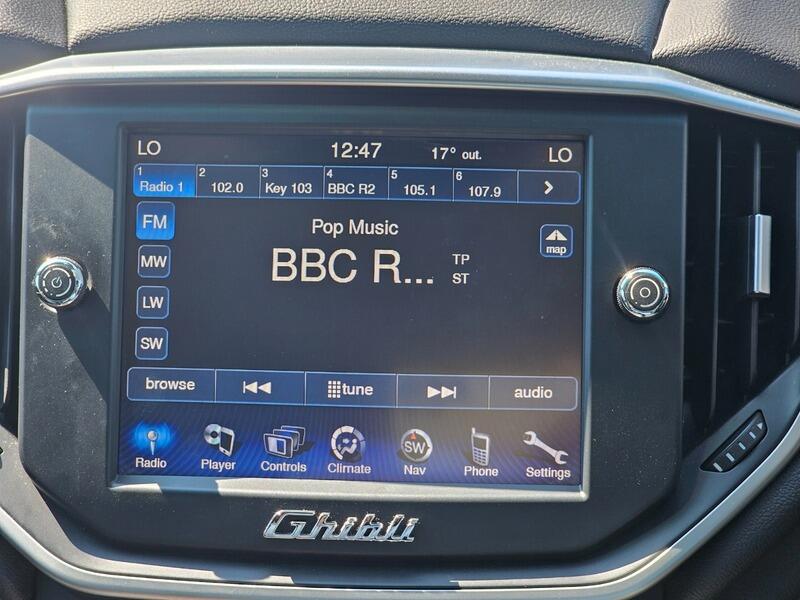 LO 12:47 17° out. LO
1 Radio 1 2 102.0 3 Key 103 4 BBC R2 5 105.1 6 107.9 >
FM Pop Music
map
BBC R... TP
MW ST
LW
SW
browse tune audio
SW
Radio Player Controls Climate Nav Phone Settings
Ghibli